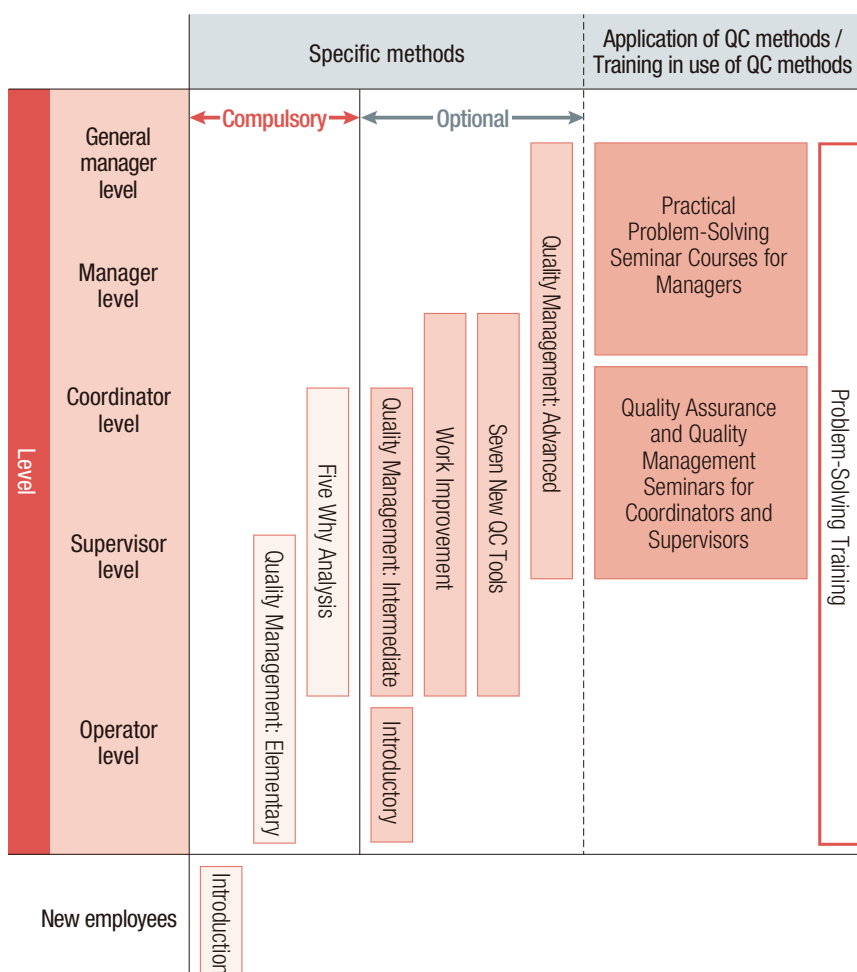 Specific methods
Application of QC methods /
Training in use of QC methods
Compulsory
Optional
Level
General
manager
level
Manager
level
Coordinator
level
Supervisor
level
Operator
level
New employees
Introduction
Quality Management: Elementary
Five Why Analysis
Quality Management: Intermediate
Introductory
Work Improvement
Seven New QC Tools
Quality Management: Advanced
Practical
Problem-Solving
Seminar Courses for
Managers
Quality Assurance
and Quality
Management
Seminars for
Coordinators and
Supervisors
Problem-Solving Training